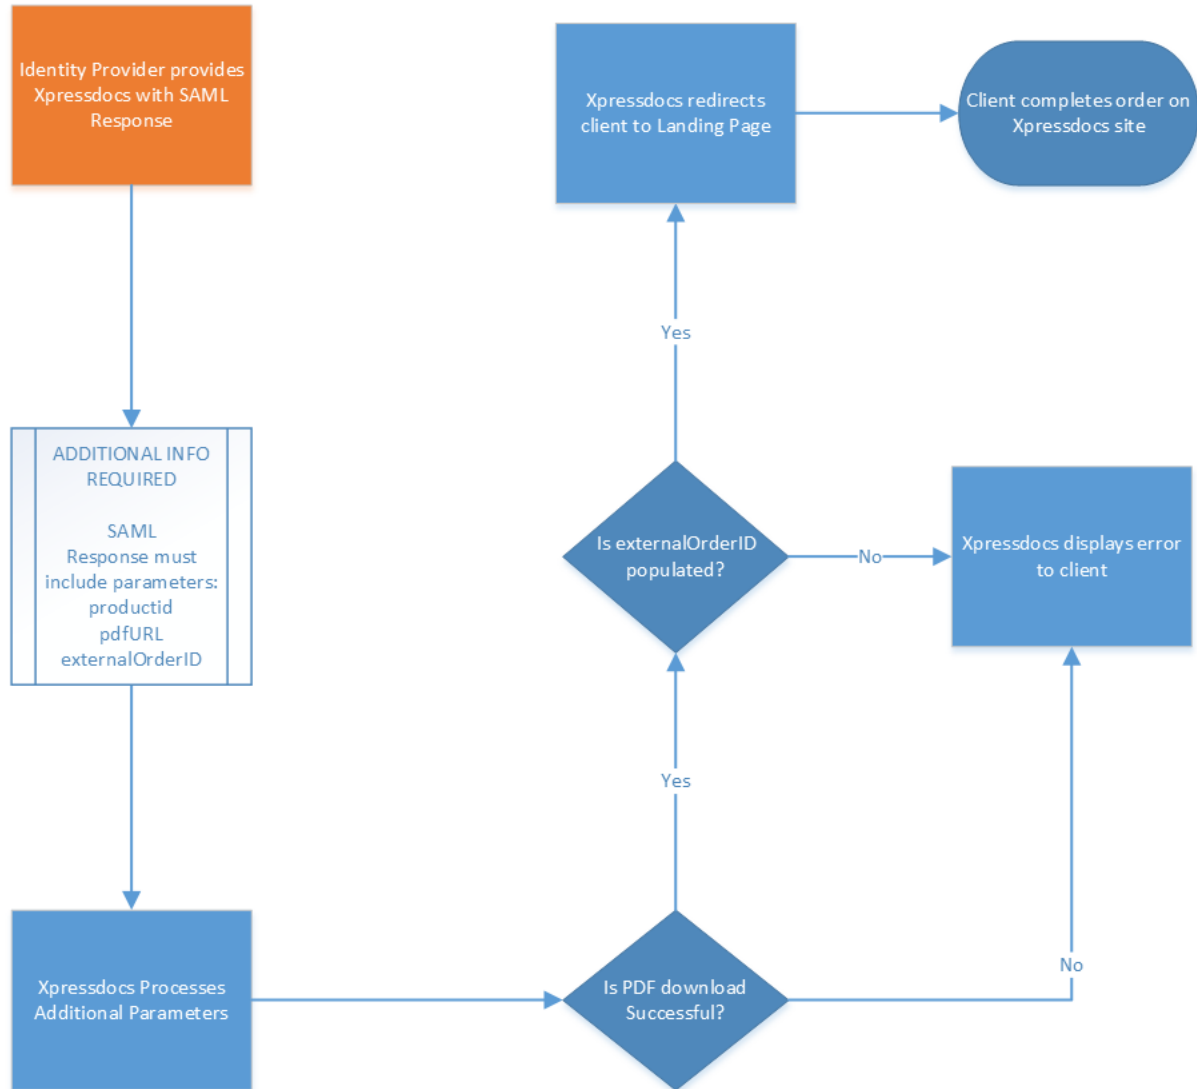 Identity Provider provides
Xpressdocs with SAML
Response
ADDITIONAL INFO
REQUIRED
SAML
Response must
include parameters:
productid
pdfURL
externalOrderID
Xpressdocs Processes
Additional Parameters
Is PDF download
Successful?
Yes
No
Is externalOrderID
populated?
No
Xpressdocs displays error
to client
Yes
Xpressdocs redirects
client to Landing Page
Client completes order on
Xpressdocs site